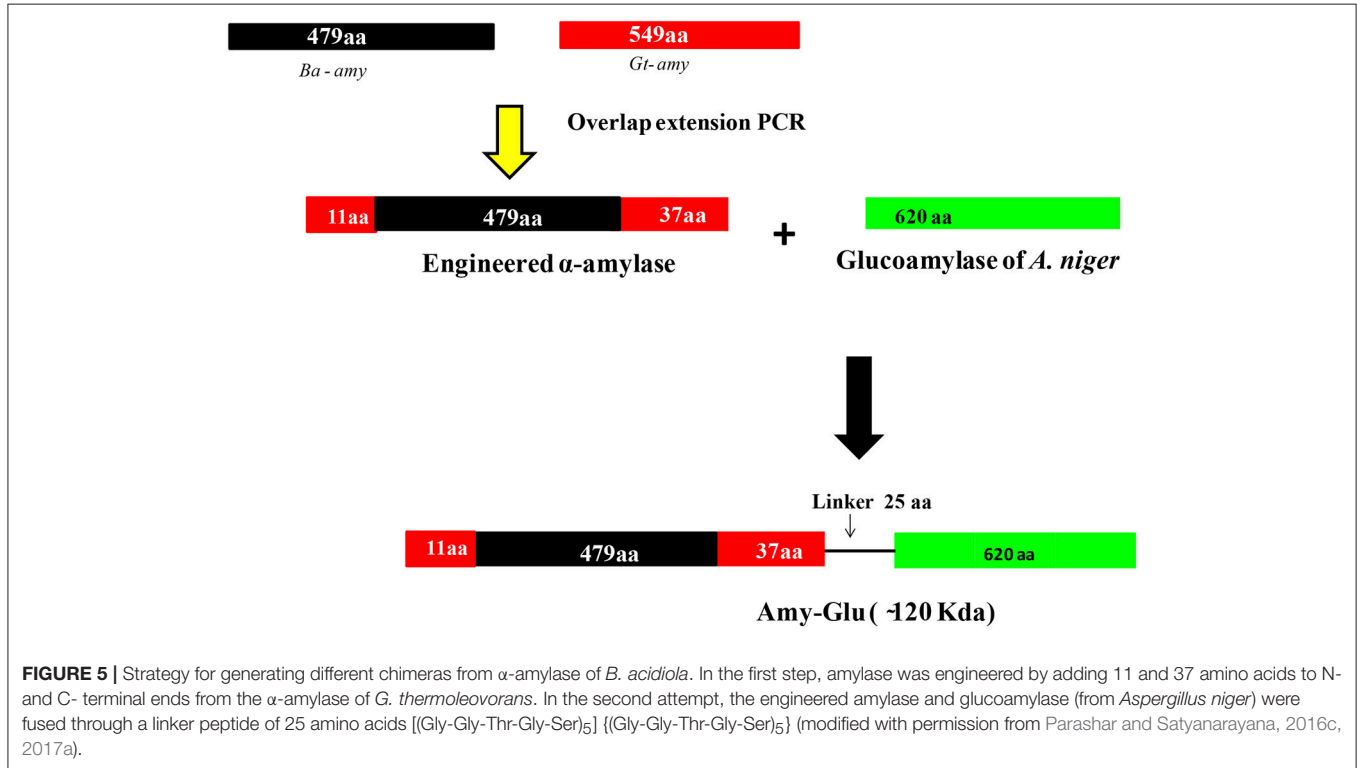 479aa 549aa
Ba - amy Gt- amy
Overlap extension PCR
11aa 479aa 37aa + 620 aa
Engineered α-amylase Glucoamylase of A. niger
Linker 25 aa
11aa 479aa 37aa 620 aa
Amy-Glu ( ~120 Kda)
FIGURE 5 | Strategy for generating different chimeras from α-amylase of B. acidiola. In the first step, amylase was engineered by adding 11 and 37 amino acids to N-
and C- terminal ends from the α-amylase of G. thermoleovorans. In the second attempt, the engineered amylase and glucoamylase (from Aspergillus niger) were
fused through a linker peptide of 25 amino acids [(Gly-Gly-Thr-Gly-Ser)5] {(Gly-Gly-Thr-Gly-Ser)5} (modified with permission from Parashar and Satyanarayana, 2016c,
2017a).